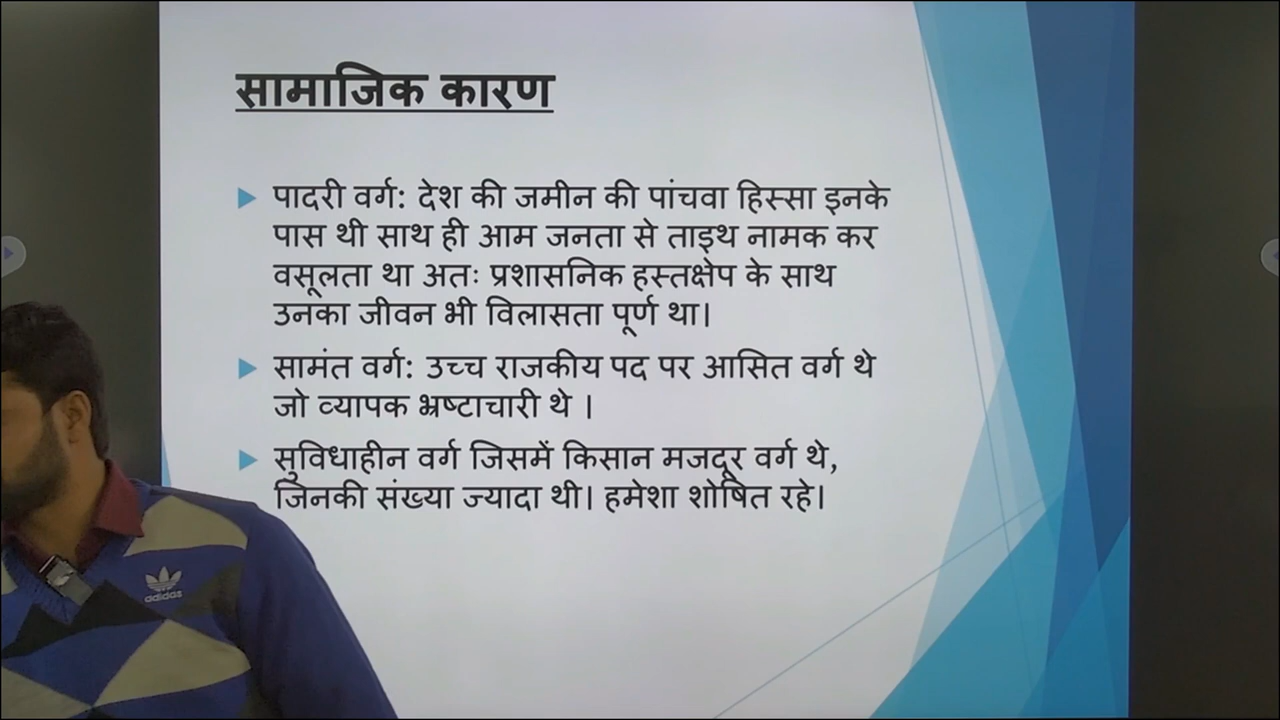 सामाजिक कारण
पादरी वर्ग: देश की जमीन की पांचवा हिस्सा इनके
पास थी साथ ही आम जनता से ताइथ नामक कर
वसूलता था अतः प्रशासनिक हस्तक्षेप के साथ
उनका जीवन भी विलासता पूर्ण था।
सामंत वर्ग: उच्च राजकीय पद पर आसित वर्ग थे
जो व्यापक भ्रष्टाचारी थे ।
सुविधाहीन वर्ग जिसमें किसान मजदूर वर्ग थे,
जिनकी संख्या ज्यादा थी। हमेशा शोषित रहे।
adidas